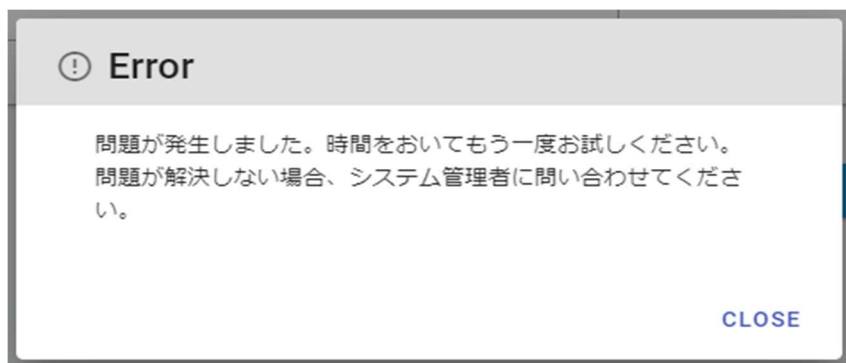 Error
問題が発生しました。時間をおいてもう一度お試しください。
問題が解決しない場合、システム管理者に問い合わせてくださ
い。
CLOSE